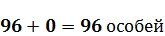 96 + 0 = 96 особей